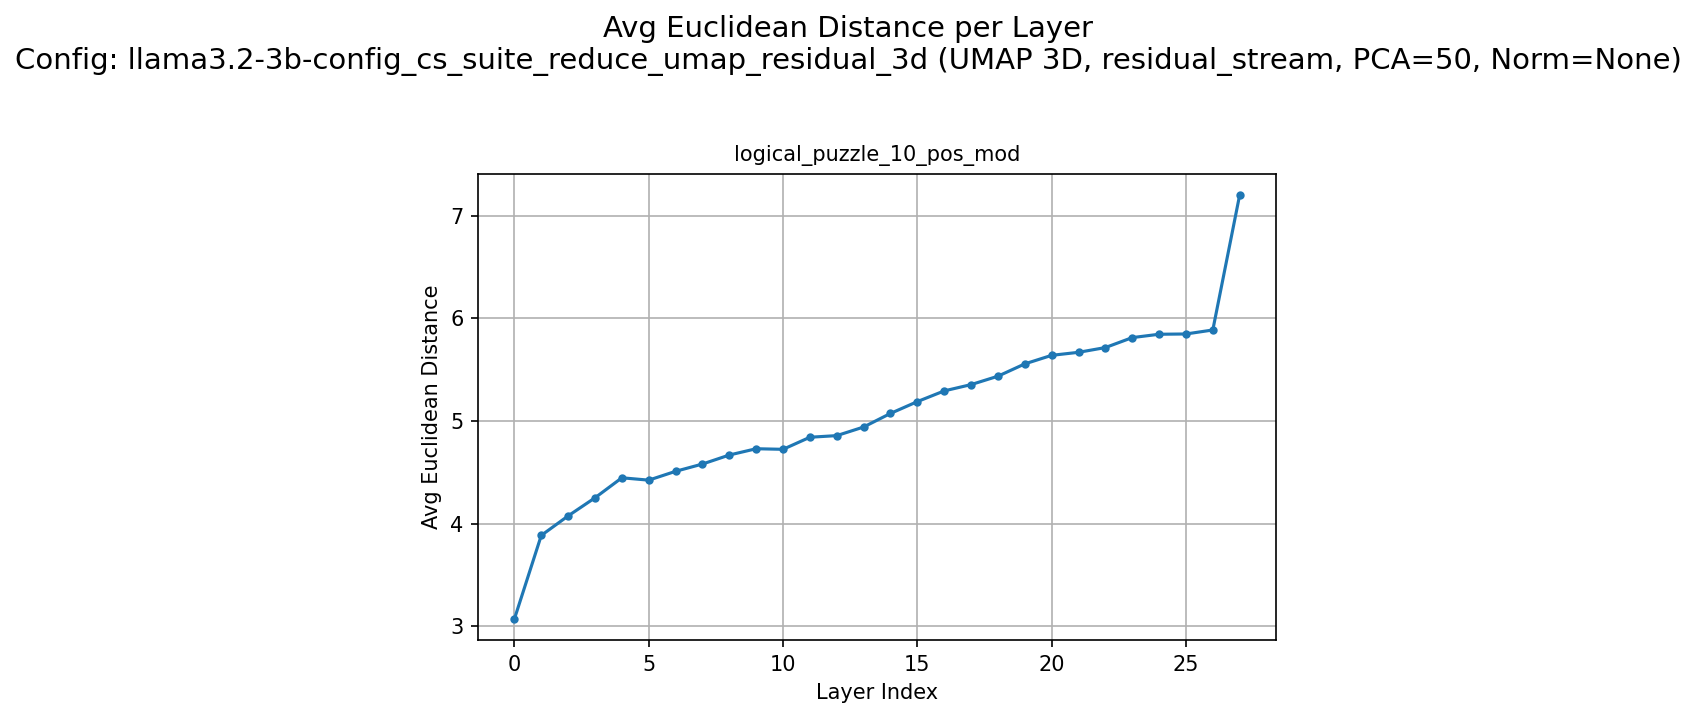 Avg Euclidean Distance per Layer
Config: llama3.2-3b-config_cs_suite_reduce_umap_residual_3d (UMAP 3D, residual_stream, PCA=50, Norm=None)
logical_puzzle_10_pos_mod
Avg Euclidean Distance
7
6
5
4
3
0 5 10 15 20 25
Layer Index